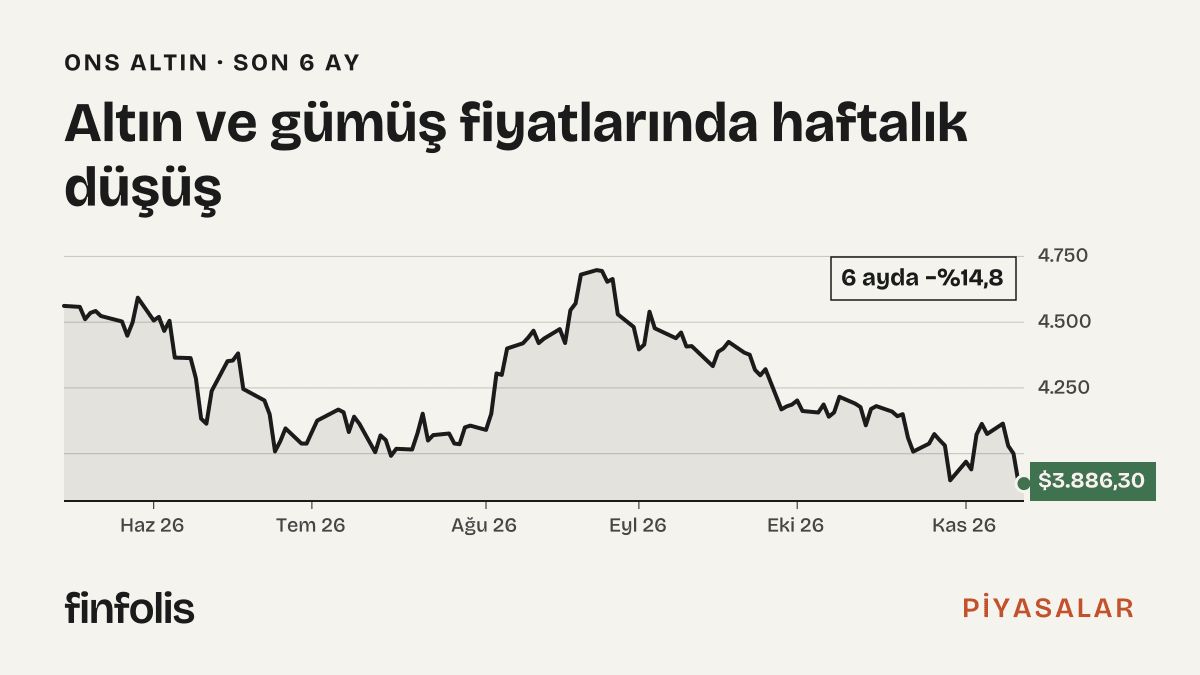 ONS ALTIN · SON 6 AY
Altın ve gümüş fiyatlarında haftalık
düşüş
4.750
6 ayda −%14,8
4.500
4.250
$3.886,30
Haz 26 Tem 26 Ağu 26 Eyl 26 Eki 26 Kas 26
finfolis
PİYASALAR